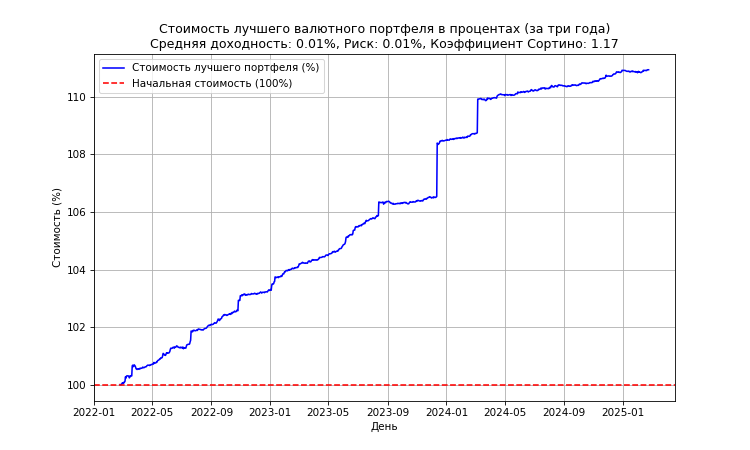 Стоимость лучшего валютного портфеля в процентах (за три года)
Средняя доходность: 0.01%, Риск: 0.01%, Коэффициент Сортино: 1.17
Стоимость лучшего портфеля (%)
Начальная стоимость (100%)
Стоимость (%)
110
108
106
104
102
100
2022-01 2022-05 2022-09 2023-01 2023-05 2023-09 2024-01 2024-05 2024-09 2025-01
День